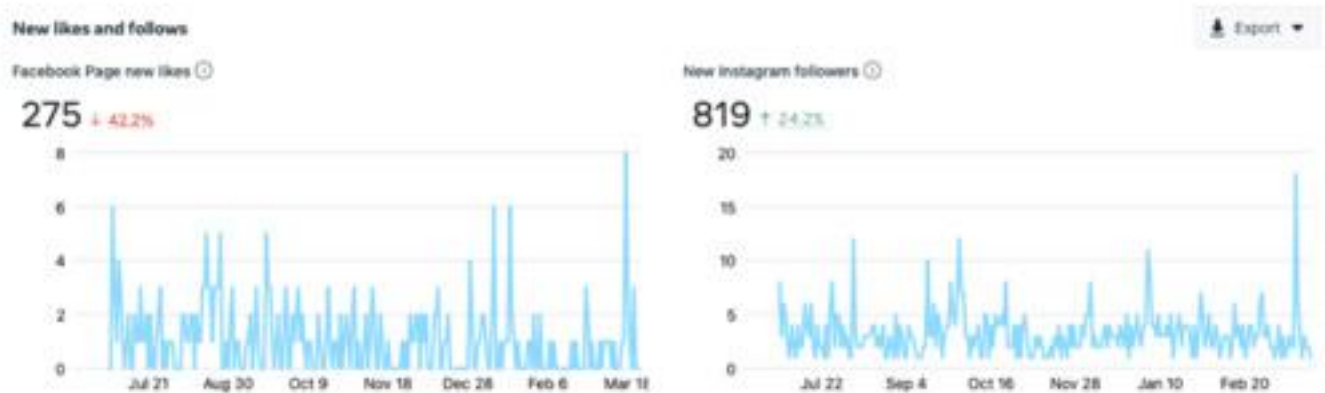 New likes and follows
Export
Facebook Page new likes
275 ↓ 42.2%
8
6
4
2
0
Jul 21 Aug 30 Oct 9 Nov 18 Dec 28 Feb 6 Mar 18
New Instagram followers
819 ↑ 24.2%
20
15
10
5
0
Jul 22 Sep 4 Oct 16 Nov 28 Jan 10 Feb 20